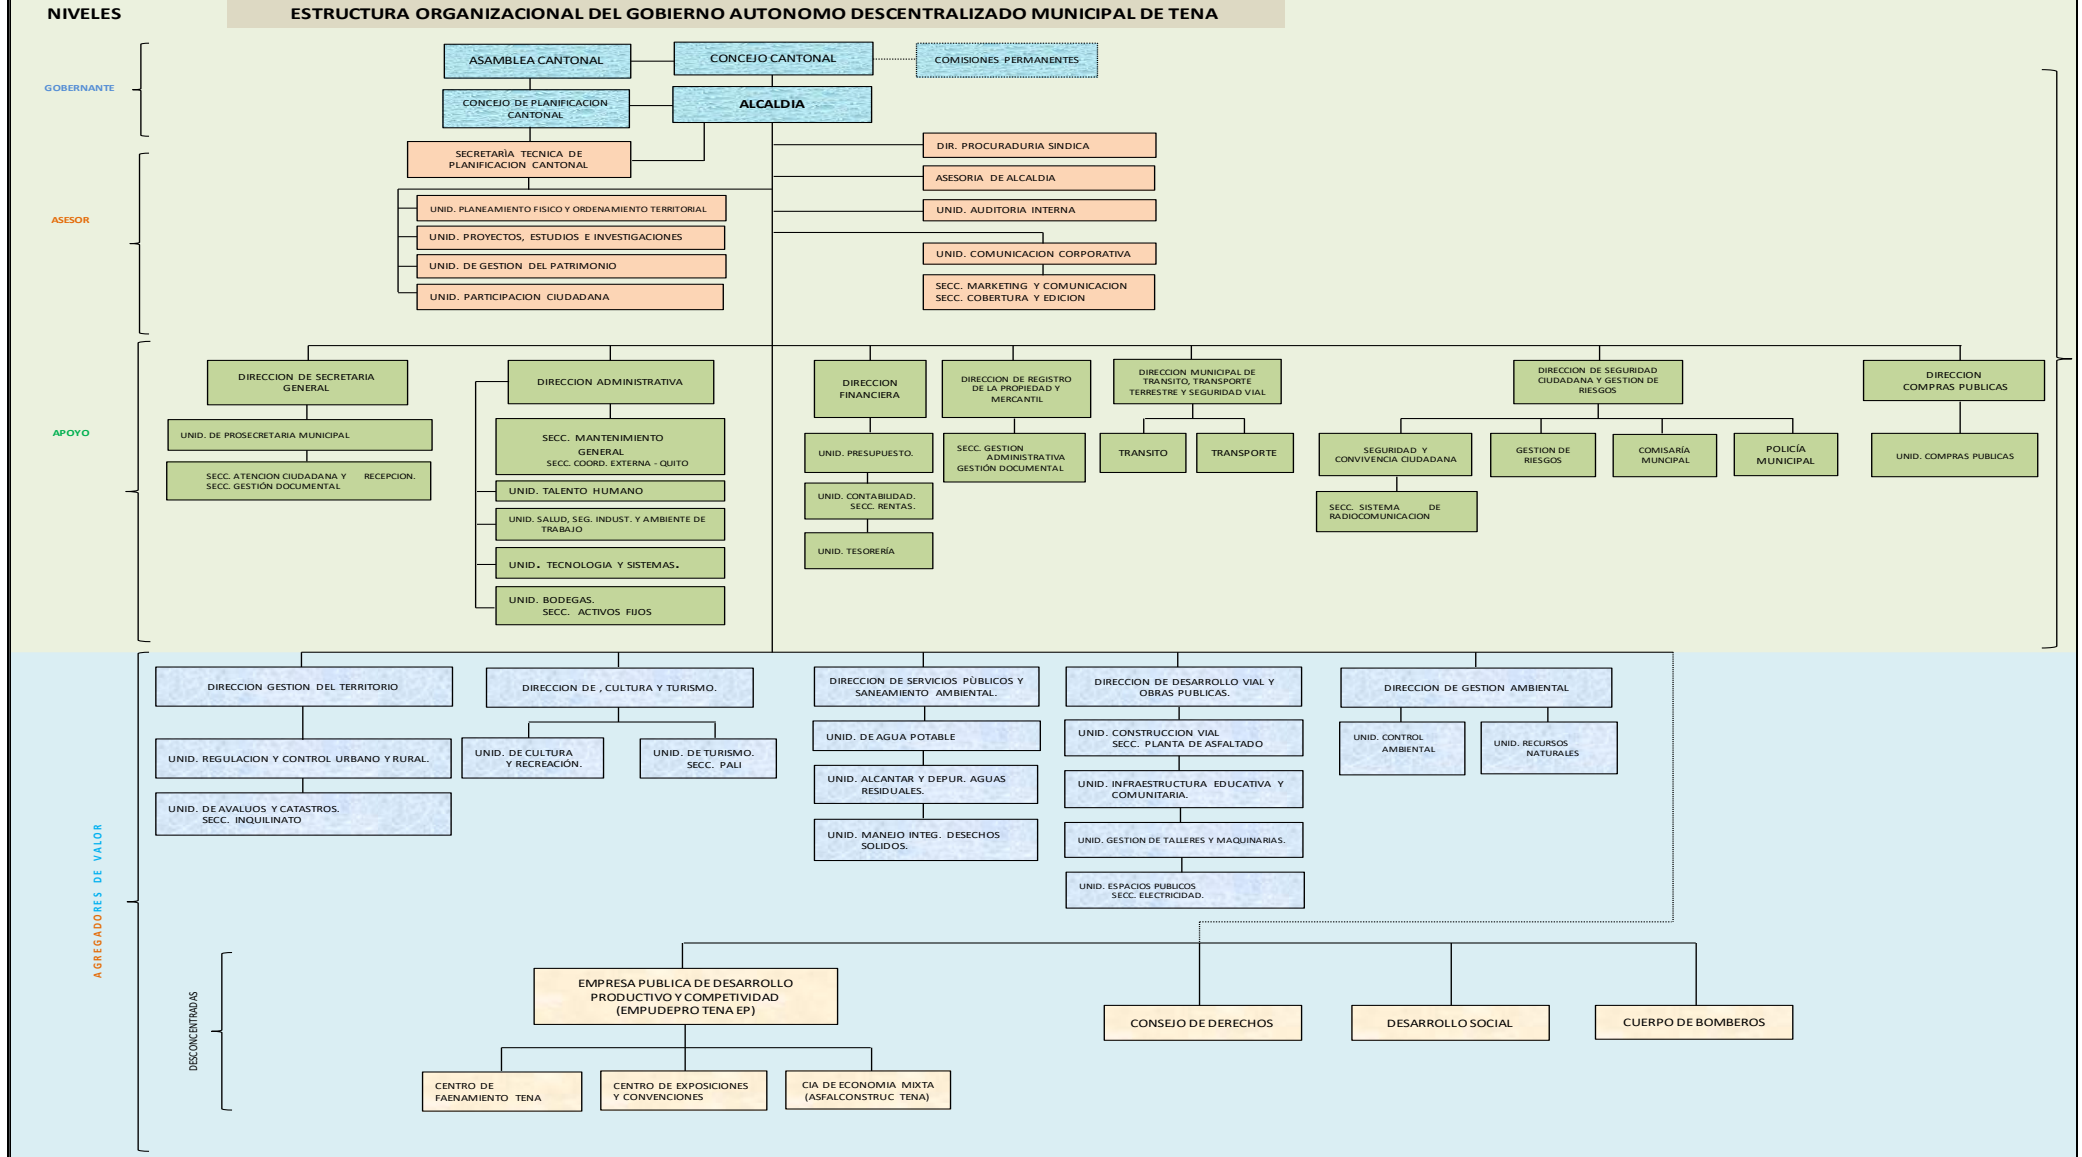 NIVELES
ESTRUCTURA ORGANIZACIONAL DEL GOBIERNO AUTONOMO DESCENTRALIZADO MUNICIPAL DE TENA
GOBERNANTE
ASAMBLEA CANTONAL
CONCEJO CANTONAL
COMISIONES PERMANENTES
CONCEJO DE PLANIFICACION
CANTONAL
ALCALDIA
ASESOR
SECRETARÌA TECNICA DE
PLANIFICACION CANTONAL
UNID. PLANEAMIENTO FISICO Y ORDENAMIENTO TERRITORIAL
UNID. PROYECTOS, ESTUDIOS E INVESTIGACIONES
UNID. DE GESTION DEL PATRIMONIO
UNID. PARTICIPACION CIUDADANA
DIR. PROCURADURIA SINDICA
ASESORIA DE ALCALDIA
UNID. AUDITORIA INTERNA
UNID. COMUNICACION CORPORATIVA
SECC. MARKETING Y COMUNICACION
SECC. COBERTURA Y EDICION
APOYO
DIRECCION DE SECRETARIA
GENERAL
UNID. DE PROSECRETARIA MUNICIPAL
SECC. ATENCION CIUDADANA Y RECEPCION.
SECC. GESTIÓN DOCUMENTAL
DIRECCION ADMINISTRATIVA
SECC. MANTENIMIENTO
GENERAL
SECC. COORD. EXTERNA - QUITO
UNID. TALENTO HUMANO
UNID. SALUD, SEG. INDUST. Y AMBIENTE DE
TRABAJO
UNID. TECNOLOGIA Y SISTEMAS.
UNID. BODEGAS.
SECC. ACTIVOS FIJOS
DIRECCION
FINANCIERA
UNID. PRESUPUESTO.
UNID. CONTABILIDAD.
SECC. RENTAS.
UNID. TESORERÍA
DIRECCION DE REGISTRO
DE LA PROPIEDAD Y
MERCANTIL
SECC. GESTION
ADMINISTRATIVA
GESTIÓN DOCUMENTAL
DIRECCION MUNICIPAL DE
TRANSITO, TRANSPORTE
TERRESTRE Y SEGURIDAD VIAL
TRANSITO
TRANSPORTE
DIRECCION DE SEGURIDAD
CIUDADANA Y GESTION DE
RIESGOS
SEGURIDAD Y
CONVIVENCIA CIUDADANA
SECC. SISTEMA DE
RADIOCOMUNICACION
GESTION DE
RIESGOS
COMISARÍA
MUNCIPAL
POLICÍA
MUNICIPAL
DIRECCION
COMPRAS PUBLICAS
UNID. COMPRAS PUBLICAS
AGREGADORES DE VALOR
DIRECCION GESTION DEL TERRITORIO
UNID. REGULACION Y CONTROL URBANO Y RURAL.
UNID. DE AVALUOS Y CATASTROS.
SECC. INQUILINATO
DIRECCION DE , CULTURA Y TURISMO.
UNID. DE CULTURA
Y RECREACIÓN.
UNID. DE TURISMO.
SECC. PALI
DIRECCION DE SERVICIOS PÙBLICOS Y
SANEAMIENTO AMBIENTAL.
UNID. DE AGUA POTABLE
UNID. ALCANTAR Y DEPUR. AGUAS
RESIDUALES.
UNID. MANEJO INTEG. DESECHOS
SOLIDOS.
DIRECCION DE DESARROLLO VIAL Y
OBRAS PUBLICAS.
UNID. CONSTRUCCION VIAL
SECC. PLANTA DE ASFALTADO
UNID. INFRAESTRUCTURA EDUCATIVA Y
COMUNITARIA.
UNID. GESTION DE TALLERES Y MAQUINARIAS.
UNID. ESPACIOS PUBLICOS
SECC. ELECTRICIDAD.
DIRECCION DE GESTION AMBIENTAL
UNID. CONTROL
AMBIENTAL
UNID. RECURSOS
NATURALES
DESCONCENTRADAS
EMPRESA PUBLICA DE DESARROLLO
PRODUCTIVO Y COMPETIVIDAD
(EMPUDEPRO TENA EP)
CENTRO DE
FAENAMIENTO TENA
CENTRO DE EXPOSICIONES
Y CONVENCIONES
CIA DE ECONOMIA MIXTA
(ASFALCONSTRUC TENA)
CONSEJO DE DERECHOS
DESARROLLO SOCIAL
CUERPO DE BOMBEROS